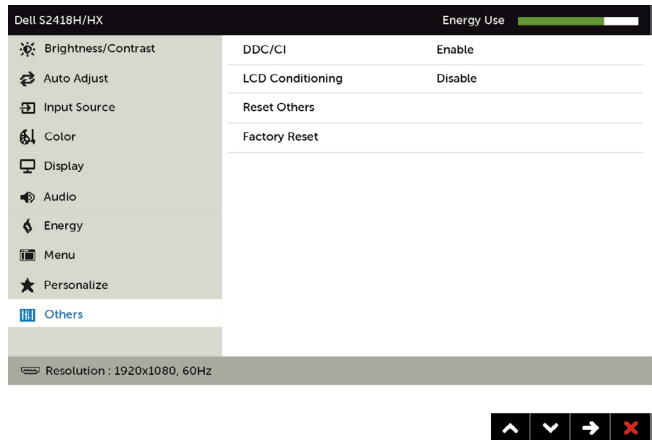 Dell S2418H/HX Energy Use
Brightness/Contrast
Auto Adjust
Input Source
Color
Display
Audio
Energy
Menu
Personalize
Others
DDC/CI Enable
LCD Conditioning Disable
Reset Others
Factory Reset
Resolution : 1920x1080, 60Hz